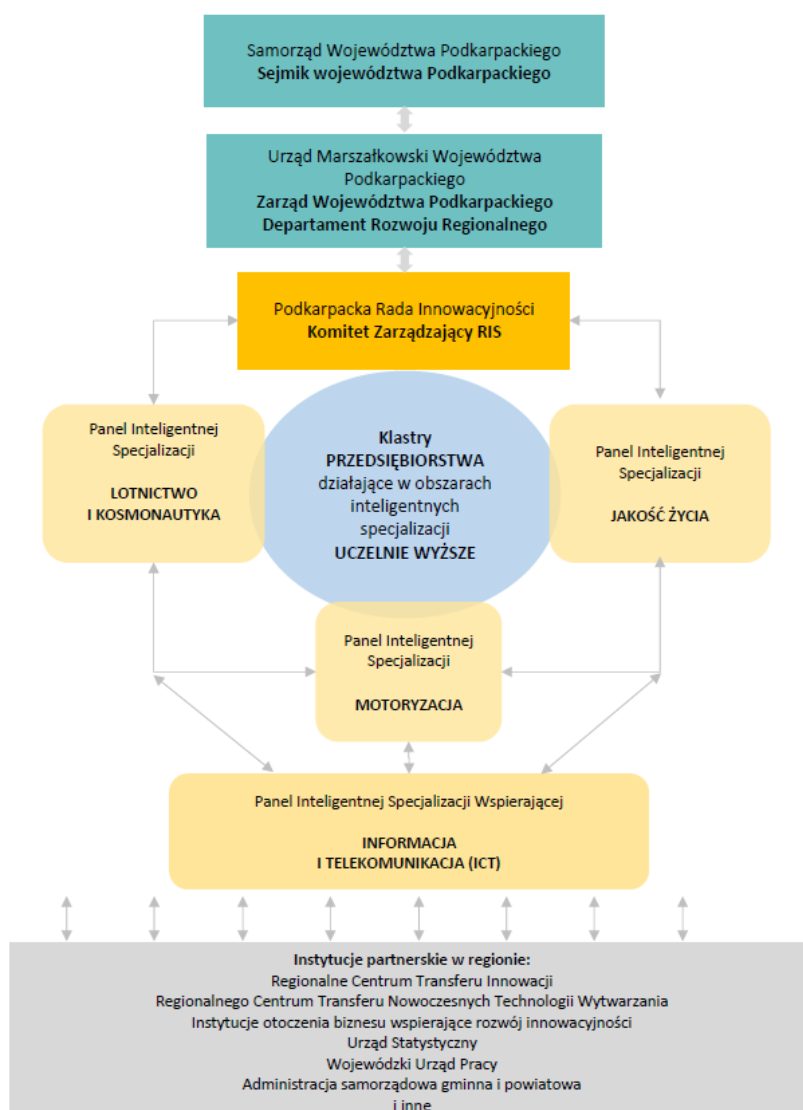 Samorząd Województwa Podkarpackiego
Sejmik województwa Podkarpackiego
Urząd Marszałkowski Województwa
Podkarpackiego
Zarząd Województwa Podkarpackiego
Departament Rozwoju Regionalnego
Podkarpacka Rada Innowacyjności
Komitet Zarządzający RIS
Panel Inteligentnej
Specjalizacji
LOTNICTWO
I KOSMONAUTYKA
Klastry
PRZEDSIĘBIORSTWA
działające w obszarach
inteligentnych
specjalizacji
UCZELNIE WYŻSZE
Panel Inteligentnej
Specjalizacji
JAKOŚĆ ŻYCIA
Panel Inteligentnej
Specjalizacji
MOTORYZACJA
Panel Inteligentnej Specjalizacji Wspierającej
INFORMACJA
I TELEKOMUNIKACJA (ICT)
Instytucje partnerskie w regionie:
Regionalne Centrum Transferu Innowacji
Regionalnego Centrum Transferu Nowoczesnych Technologii Wytwarzania
Instytucje otoczenia biznesu wspierające rozwój innowacyjności
Urząd Statystyczny
Wojewódzki Urząd Pracy
Administracja samorządowa gminna i powiatowa
i inne